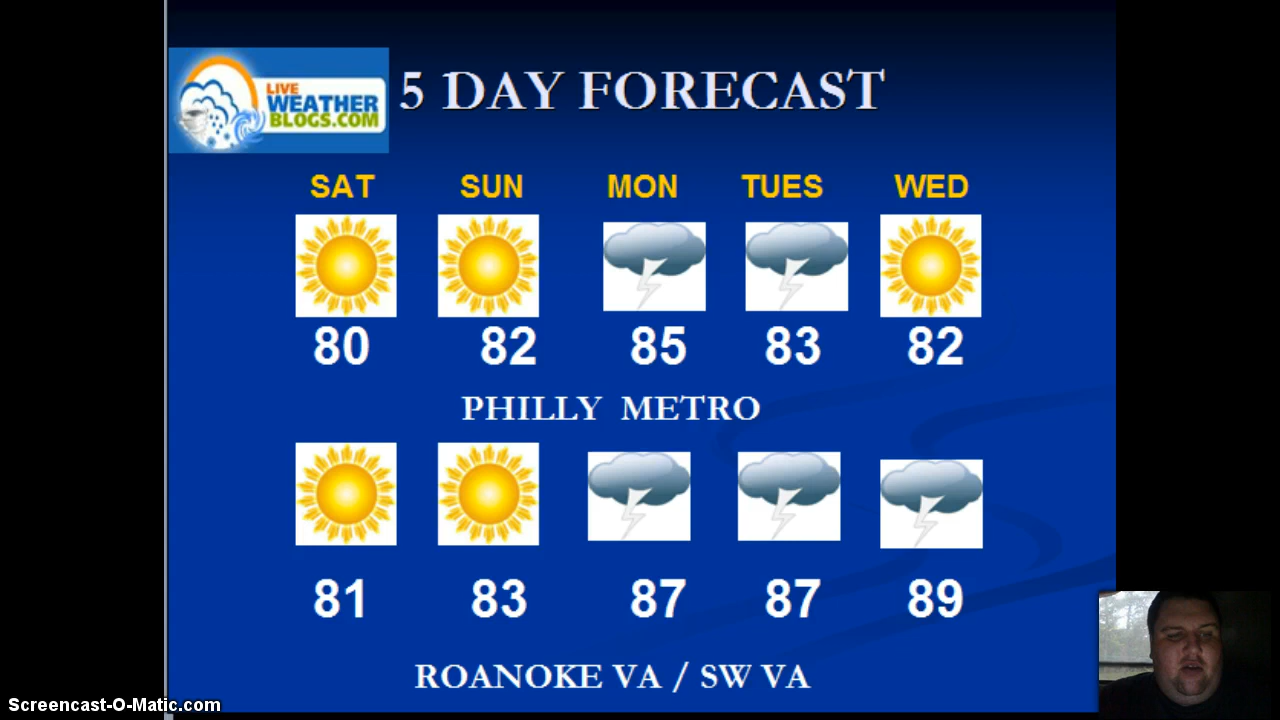 LIVE
WEATHER
BLOGS.COM
5 DAY FORECAST
SAT SUN MON TUES WED
80 82 85 83 82
PHILLY METRO
81 83 87 87 89
ROANOKE VA / SW VA
Screencast-O-Matic.com